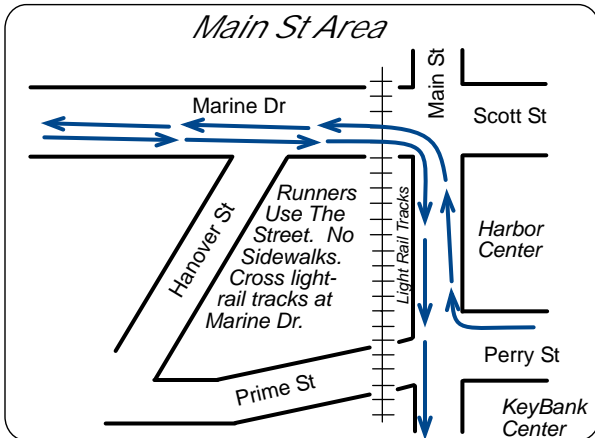 Main St Area
Marine Dr
Main St
Scott St
Hanover St
Runners
Use The
Street. No
Sidewalks.
Cross light-
rail tracks at
Marine Dr.
Light Rail Tracks
Harbor
Center
Perry St
Prime St
KeyBank
Center